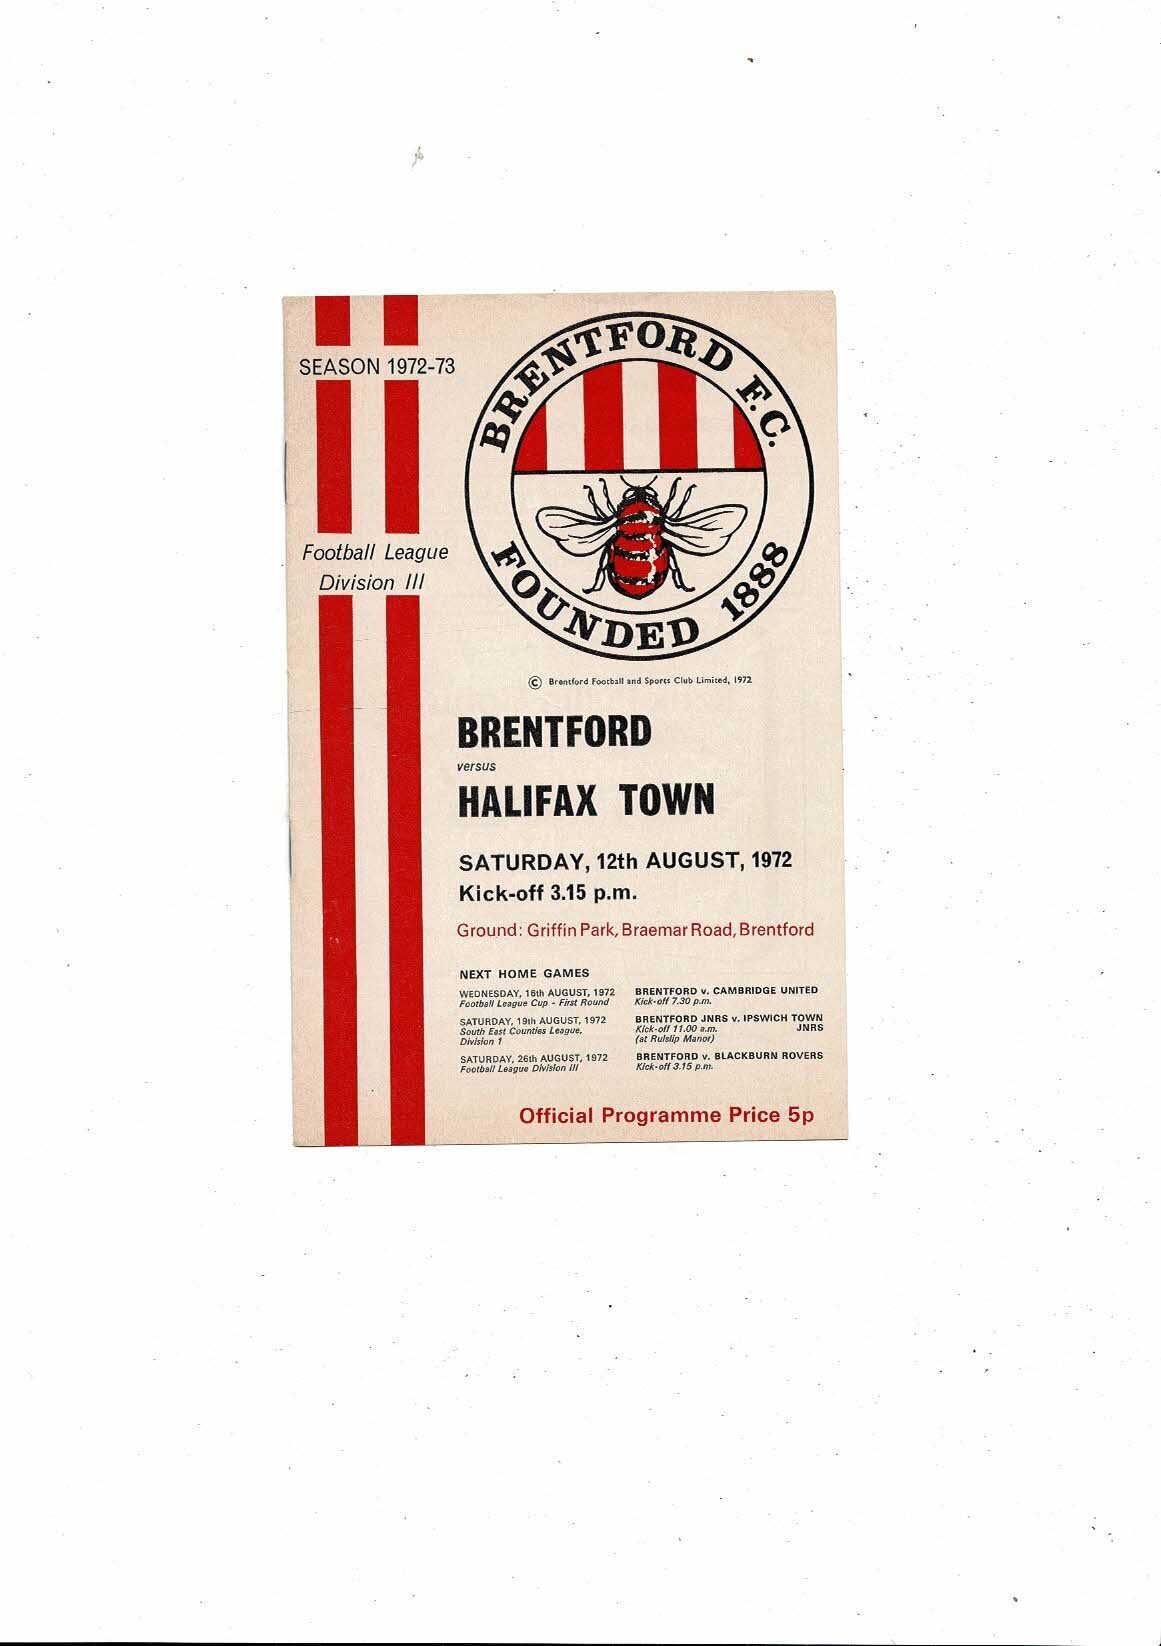 SEASON 1972-73
Football League
Division III
BRENTFORD F.C.
FOUNDED 1888
© Brentford Football and Sports Club Limited, 1972
BRENTFORD
versus
HALIFAX TOWN
SATURDAY, 12th AUGUST, 1972
Kick-off 3.15 p.m.
Ground: Griffin Park, Braemar Road, Brentford
NEXT HOME GAMES
WEDNESDAY, 16th AUGUST, 1972 BRENTFORD v. CAMBRIDGE UNITED
Football League Cup - First Round Kick-off 7.30 p.m.
SATURDAY, 19th AUGUST, 1972 BRENTFORD JNRS v. IPSWICH TOWN
South East Counties League, Kick-off 11.00 a.m. JNRS
Division 1 (at Ruislip Manor)
SATURDAY, 26th AUGUST, 1972 BRENTFORD v. BLACKBURN ROVERS
Football League Division III Kick-off 3.15 p.m.
Official Programme Price 5p